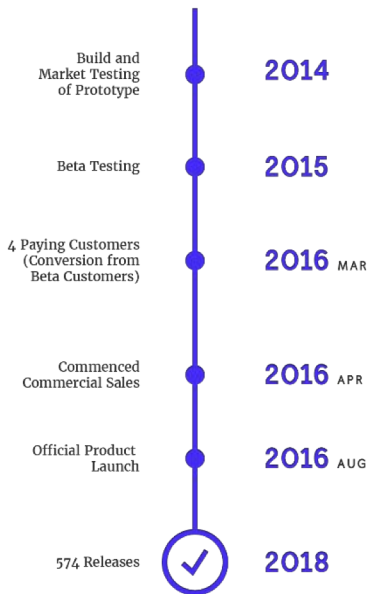 Build and
Market Testing
of Prototype
2014
Beta Testing
2015
4 Paying Customers
(Conversion from
Beta Customers)
2016 MAR
Commenced
Commercial Sales
2016 APR
Official Product
Launch
2016 AUG
574 Releases
2018